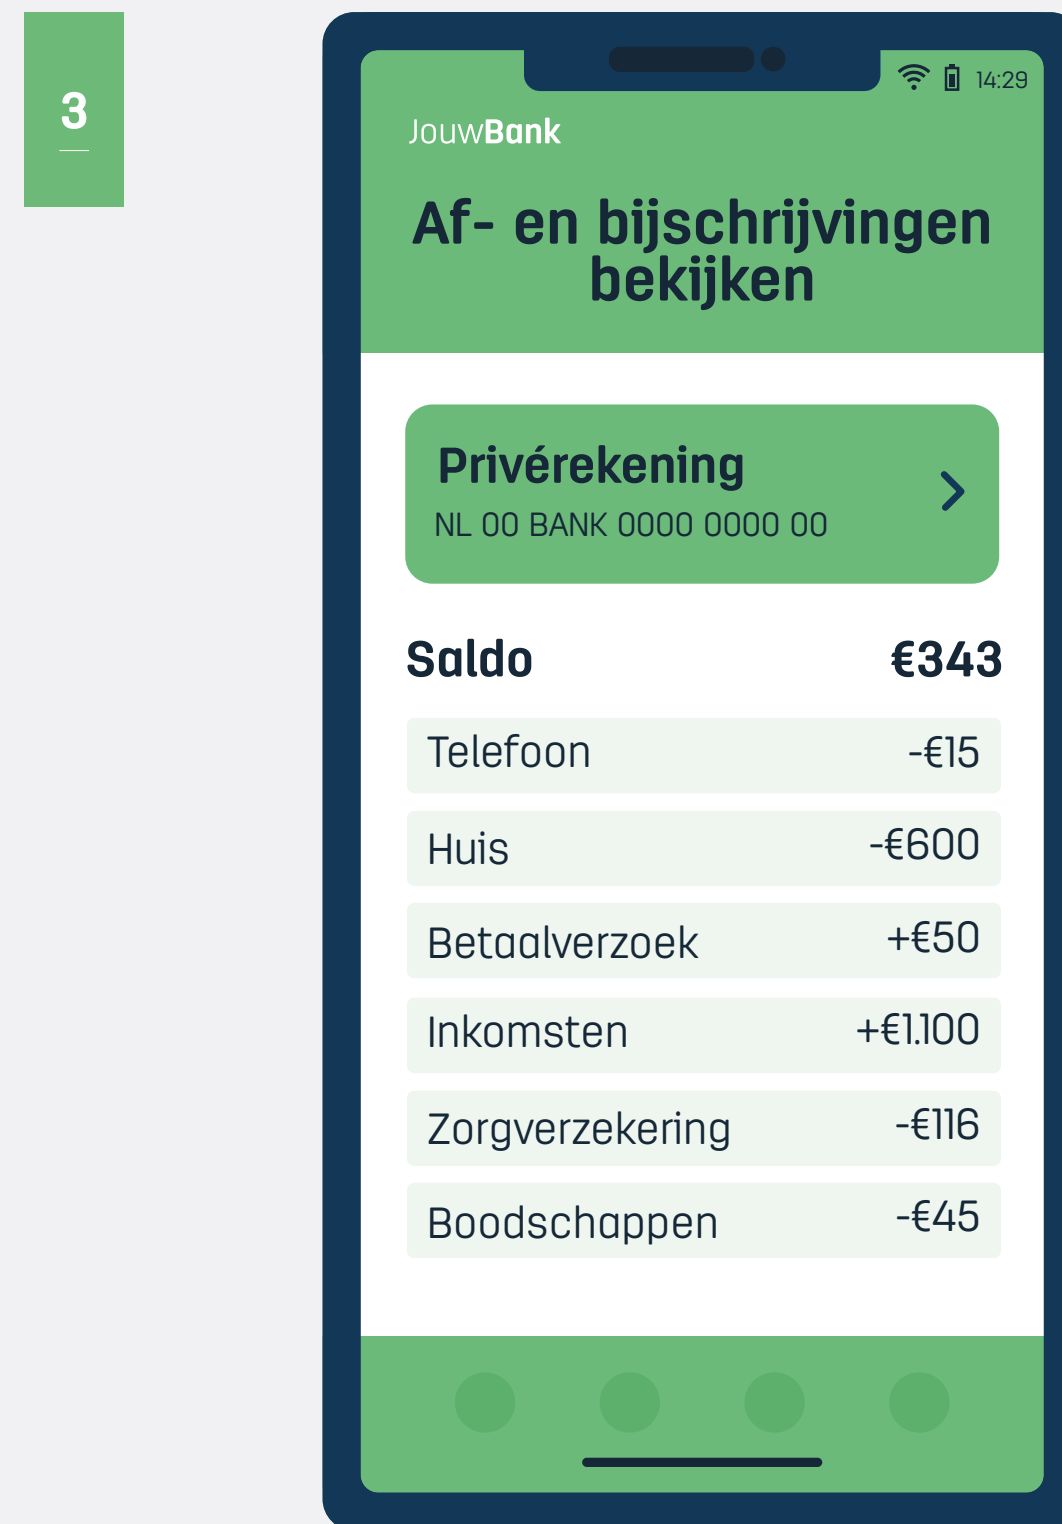 3
14:29
JouwBank
Af- en bijschrijvingen
bekijken
Privérekening
NL 00 BANK 0000 0000 00
Saldo €343
Telefoon -€15
Huis -€600
Betaalverzoek +€50
Inkomsten +€1.100
Zorgverzekering -€116
Boodschappen -€45